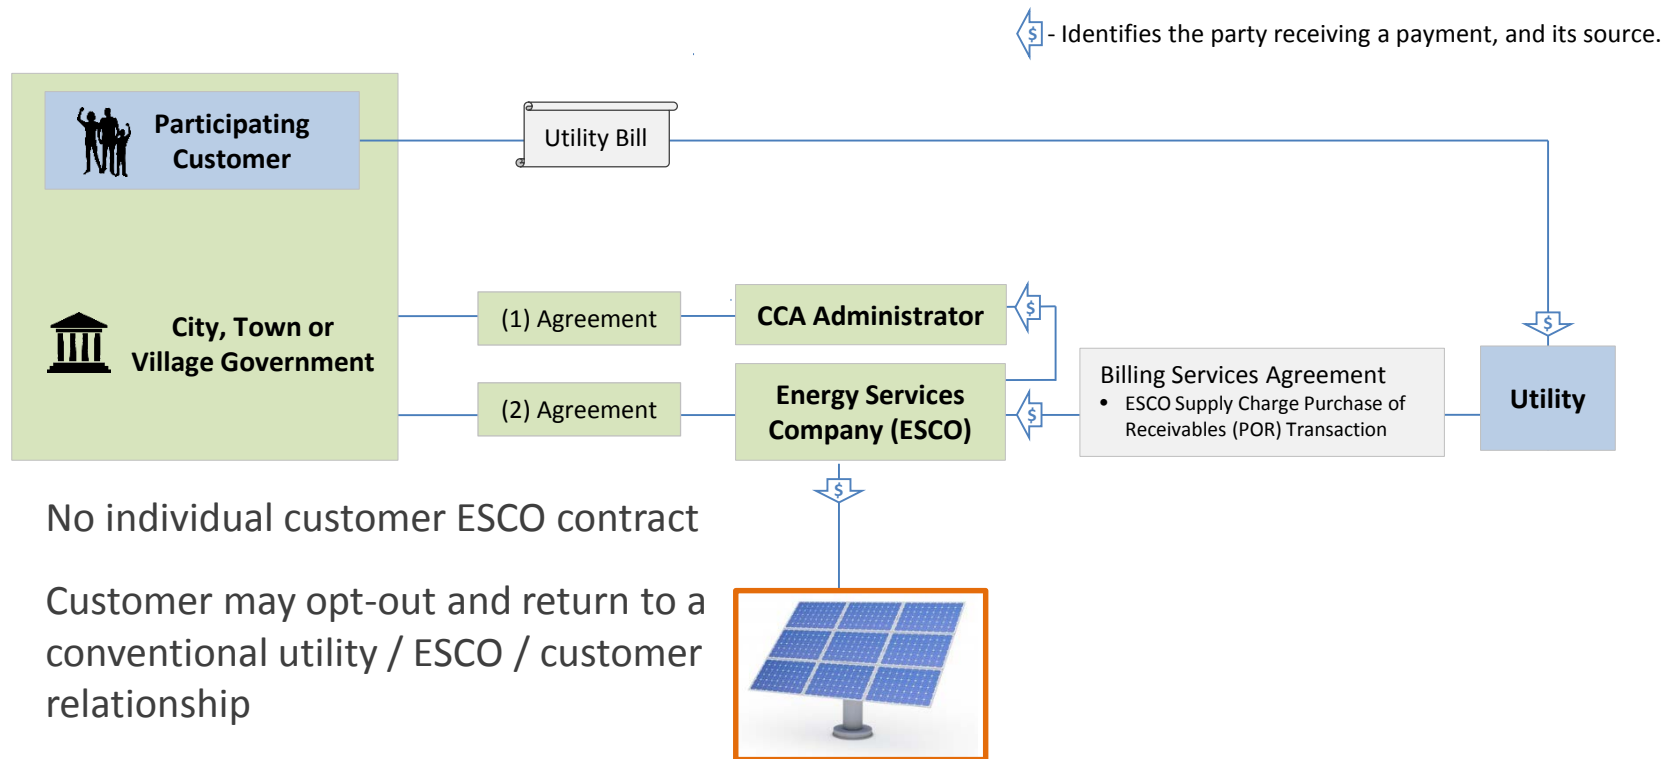 $ - Identifies the party receiving a payment, and its source.
Participating
Customer
Utility Bill
$
City, Town or
Village Government
(1) Agreement
CCA Administrator
$
(2) Agreement
Energy Services
Company (ESCO)
$
Billing Services Agreement
• ESCO Supply Charge Purchase of
Receivables (POR) Transaction
Utility
$
No individual customer ESCO contract
Customer may opt-out and return to a
conventional utility / ESCO / customer
relationship